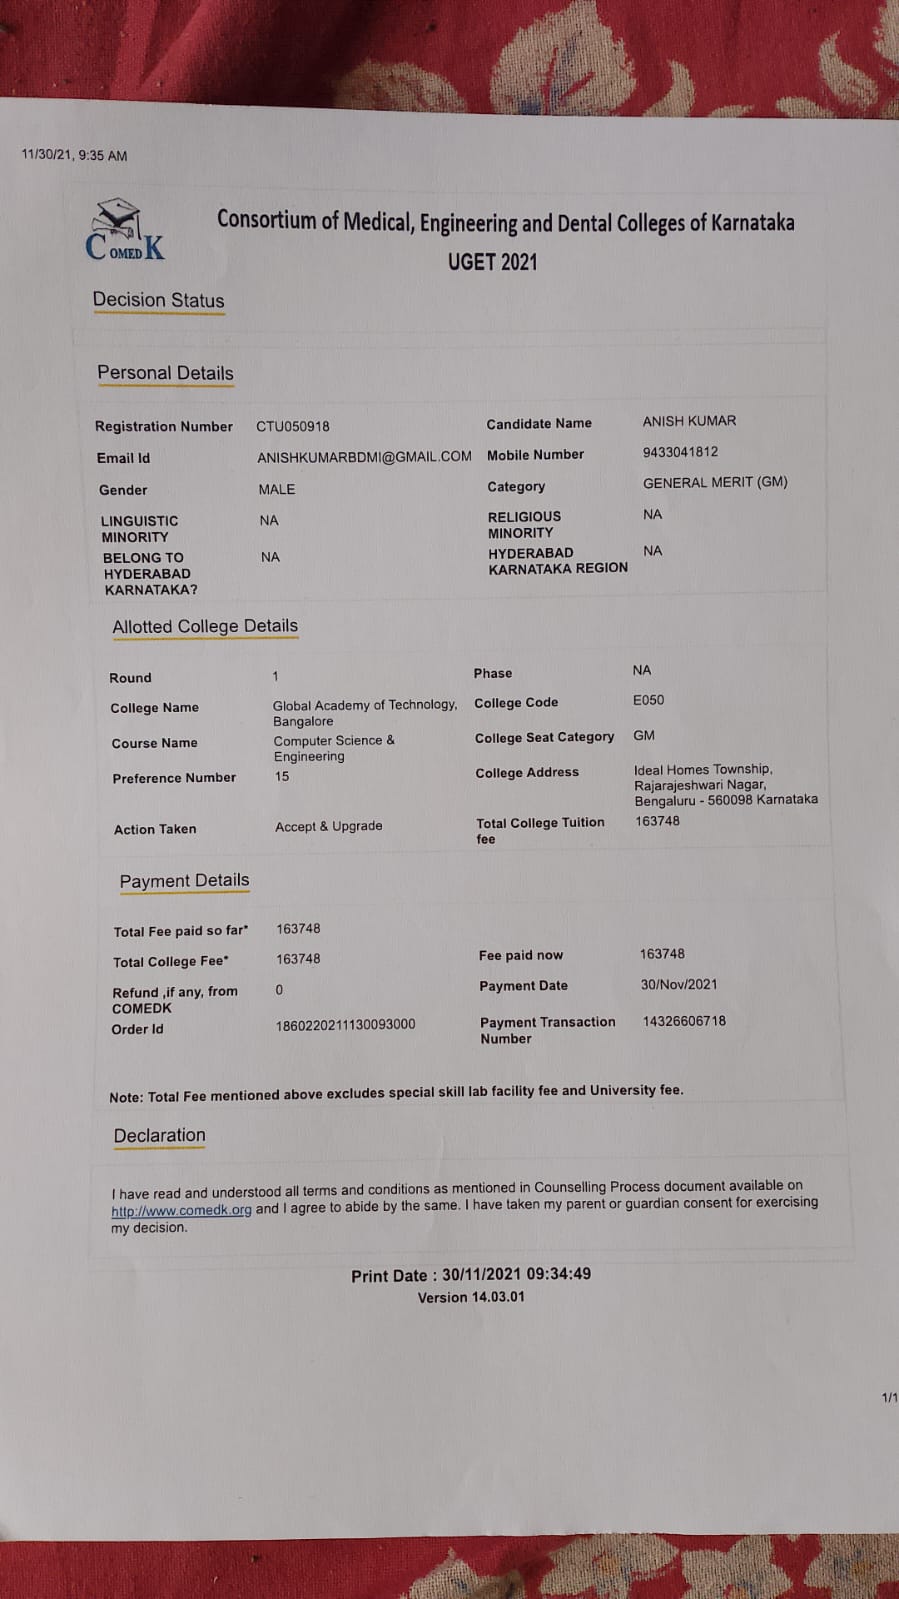 11/30/21, 9:35 AM
COMEDK
Consortium of Medical, Engineering and Dental Colleges of Karnataka
UGET 2021
Decision Status
Personal Details
Registration Number CTU050918 Candidate Name ANISH KUMAR
Email Id ANISHKUMARBDMI@GMAIL.COM Mobile Number 9433041812
Gender MALE Category GENERAL MERIT (GM)
LINGUISTIC NA RELIGIOUS NA
MINORITY MINORITY
BELONG TO NA HYDERABAD NA
HYDERABAD KARNATAKA REGION
KARNATAKA?
Allotted College Details
Round 1 Phase NA
College Name Global Academy of Technology, College Code E050
Bangalore
Course Name Computer Science & College Seat Category GM
Engineering
Preference Number 15 College Address Ideal Homes Township,
Rajarajeshwari Nagar,
Bengaluru - 560098 Karnataka
Action Taken Accept & Upgrade Total College Tuition 163748
fee
Payment Details
Total Fee paid so far* 163748
Total College Fee* 163748 Fee paid now 163748
Refund ,if any, from 0 Payment Date 30/Nov/2021
COMEDK
Order Id 1860220211130093000 Payment Transaction 14326606718
Number
Note: Total Fee mentioned above excludes special skill lab facility fee and University fee.
Declaration
I have read and understood all terms and conditions as mentioned in Counselling Process document available on
http://www.comedk.org and I agree to abide by the same. I have taken my parent or guardian consent for exercising
my decision.
Print Date : 30/11/2021 09:34:49
Version 14.03.01
1/1